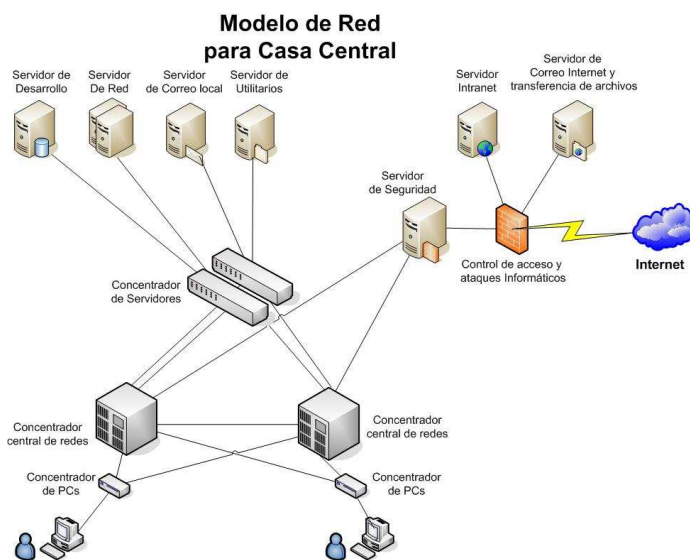 Modelo de Red
para Casa Central
Servidor de
Desarrollo
Servidor
De Red
Servidor
de Correo local
Servidor de
Utilitarios
Servidor
Intranet
Servidor de
Correo Internet y
transferencia de archivos
Servidor
de Seguridad
Control de acceso y
ataques Informáticos
Internet
Concentrador
de Servidores
Concentrador
central de redes
Concentrador
central de redes
Concentrador
de PCs
Concentrador
de PCs